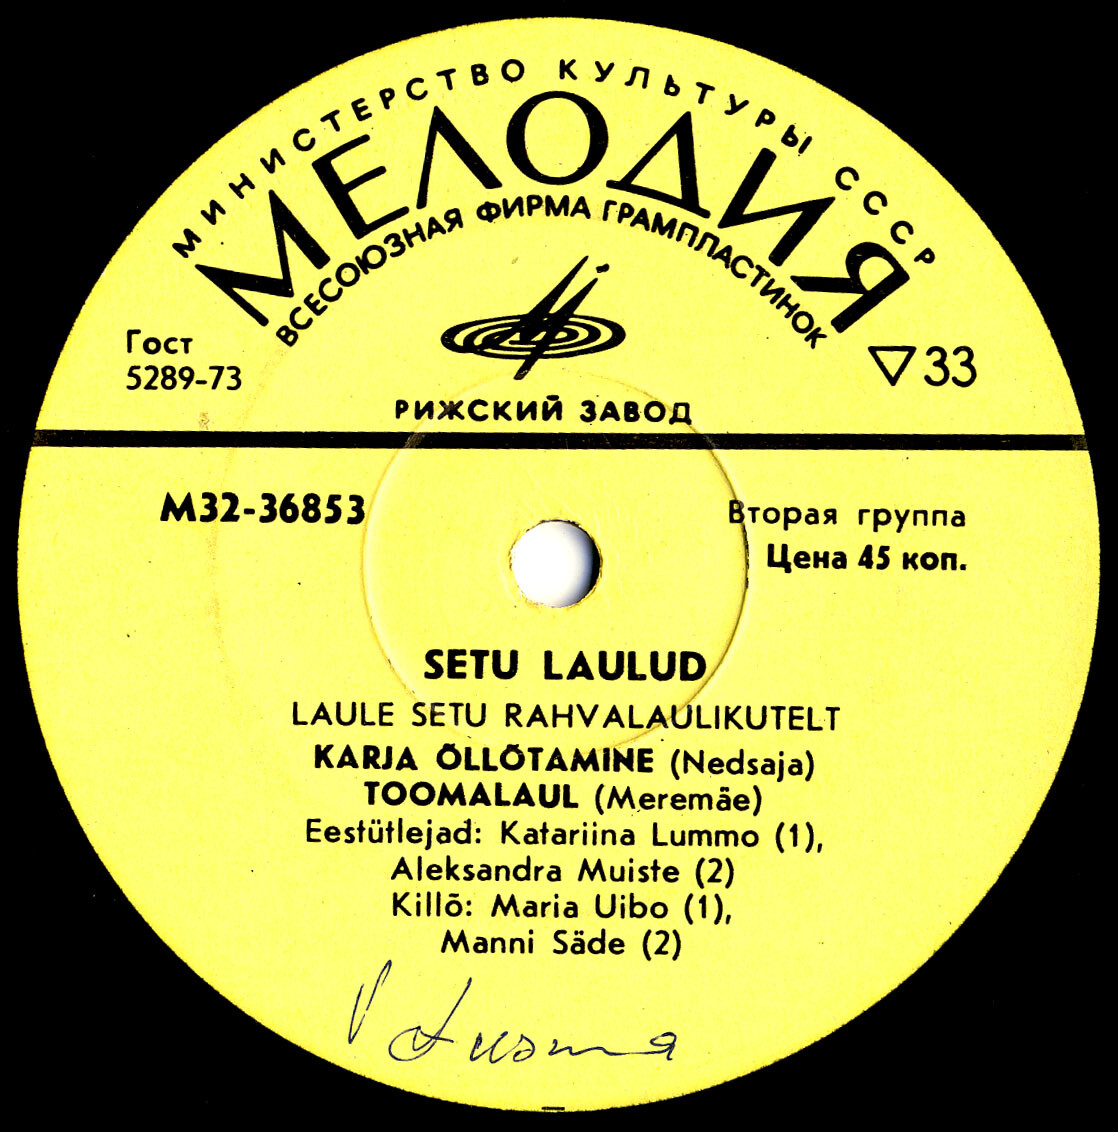 МИНИСТЕРСТВО КУЛЬТУРЫ СССР
МЕЛОДИЯ
ВСЕСОЮЗНАЯ ФИРМА ГРАМПЛАСТИНОК
Гост
5289-73
▽33
РИЖСКИЙ ЗАВОД
М32-36853
Вторая группа
Цена 45 коп.
SETU LAULUD
LAULE SETU RAHVALAULIKUTELT
KARJA ÕLLÕTAMINE (Nedsaja)
TOOMALAUL (Meremäe)
Eestütlejad: Katariina Lummo (1),
Aleksandra Muiste (2)
Killõ: Maria Uibo (1),
Manni Säde (2)